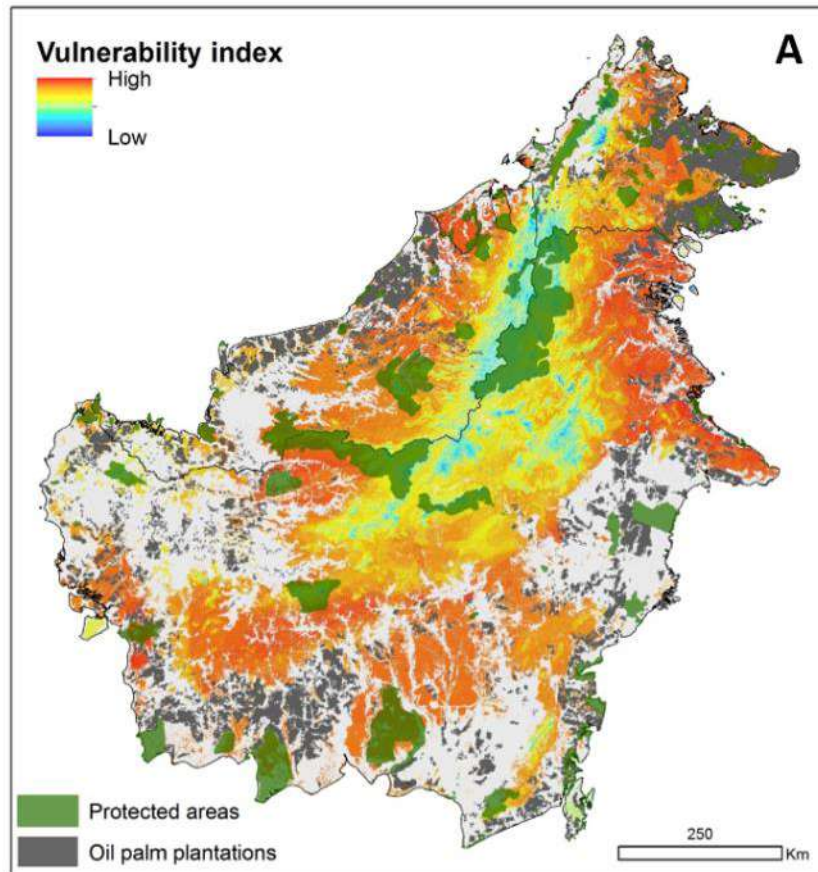 Vulnerability index
High
Low
A
Protected areas
Oil palm plantations
250
Km